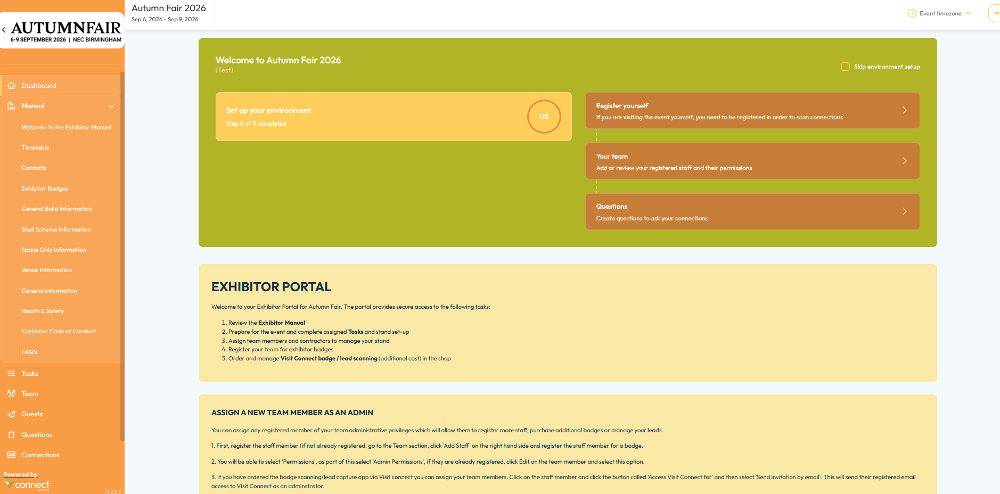 AUTUMNFAIR
6-9 SEPTEMBER 2026 | NEC BIRMINGHAM
Dashboard
Manual
Welcome to the Exhibitor Manual
Timetable
Contacts
Exhibitor Badges
General Build Information
Shell Scheme Information
Space Only Information
Venue Information
General Information
Health & Safety
Customer Code of Conduct
FAQ's
Tasks
Team
Guests
Questions
Connections
Powered by
connect
5.63.3
Autumn Fair 2026
Sep 6, 2026 - Sep 9, 2026
Event timezone
Welcome to Autumn Fair 2026
(Test)
Skip environment setup
Set up your environment
Step 0 of 3 completed
0%
Register yourself
If you are visiting the event yourself, you need to be registered in order to scan connections
Your team
Add or review your registered staff and their permissions
Questions
Create questions to ask your connections
EXHIBITOR PORTAL
Welcome to your Exhibitor Portal for Autumn Fair. The portal provides secure access to the following tasks:
1. Review the Exhibitor Manual
2. Prepare for the event and complete assigned Tasks and stand set-up
3. Assign team members and contractors to manage your stand
4. Register your team for exhibitor badges
5. Order and manage Visit Connect badge / lead scanning (additional cost) in the shop
ASSIGN A NEW TEAM MEMBER AS AN ADMIN
You can assign any registered member of your team administrative privileges which will allow them to register more staff, purchase additional badges or manage your leads.
1. First, register the staff member (if not already registered, go to the Team section, click 'Add Staff' on the right hand side and register the staff member for a badge.
2. You will be able to select 'Permissions', as part of this select 'Admin Permissions', if they are already registered, click Edit on the team member and select this option.
3. If you have ordered the badge scanning/lead capture app via Visit connect you can assign your team members. Click on the staff member and click the button called 'Access Visit Connect for' and then select 'Send invitation by email'. This will send their registered email
access to Visit Connect as an adminstrator.